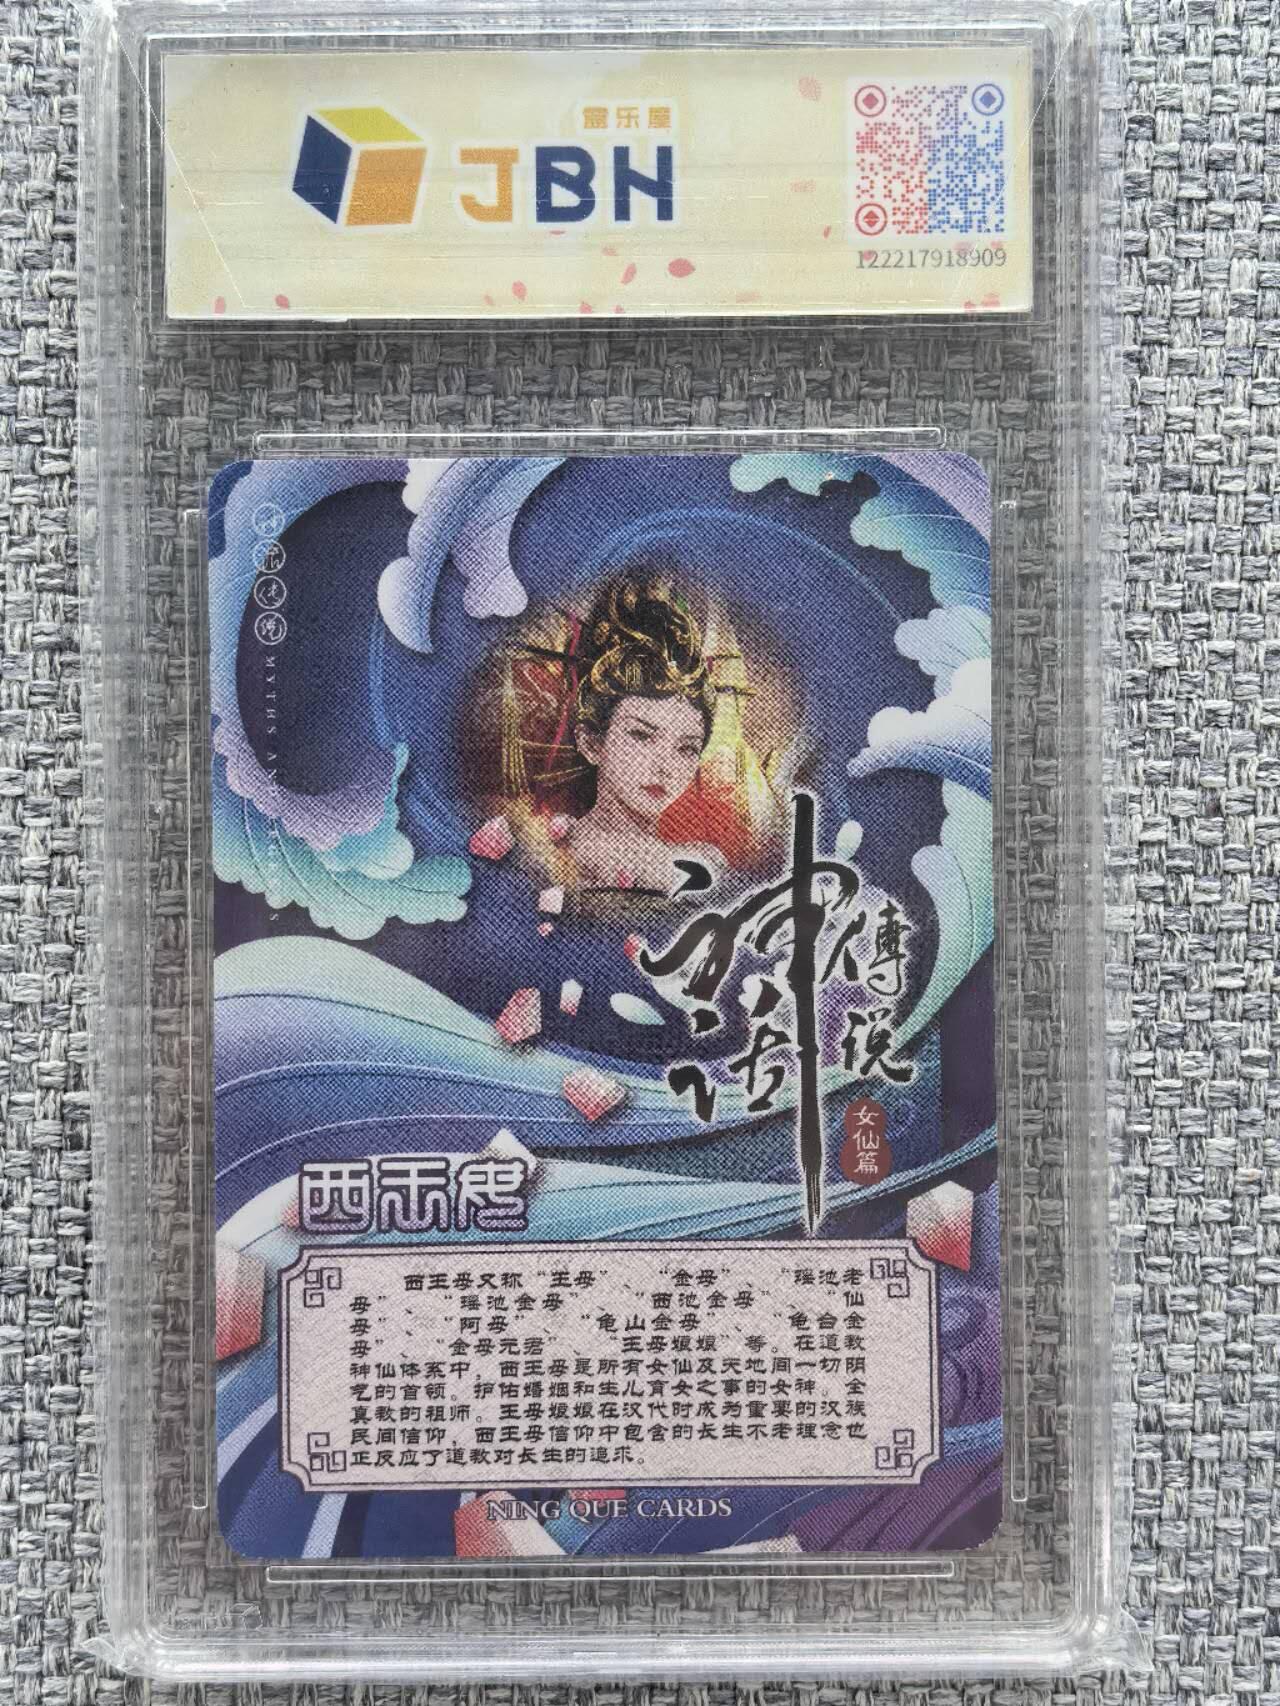 盒乐屋
JBH
122217918909
神话传说
MYTHS AN
神话
傳说
女仙篇
西王母
西王母又称“王母”、“金母”、“瑶池老
母”、“瑶池金母”、“西池金母”、“仙
母”、“阿母”、“龟山金母”、“龟台金
母”、“金母元君”、“王母娘娘”等。在道教
神仙体系中，西王母是所有女仙及天地间一切阴
气的首领。护佑婚姻和生儿育女之事的女神。全
真教的祖师。王母娘娘在汉代时成为重要的汉族
民间信仰，西王母信仰中包含的长生不老理念也
正反应了道教对长生的追求。
NING QUE CARDS